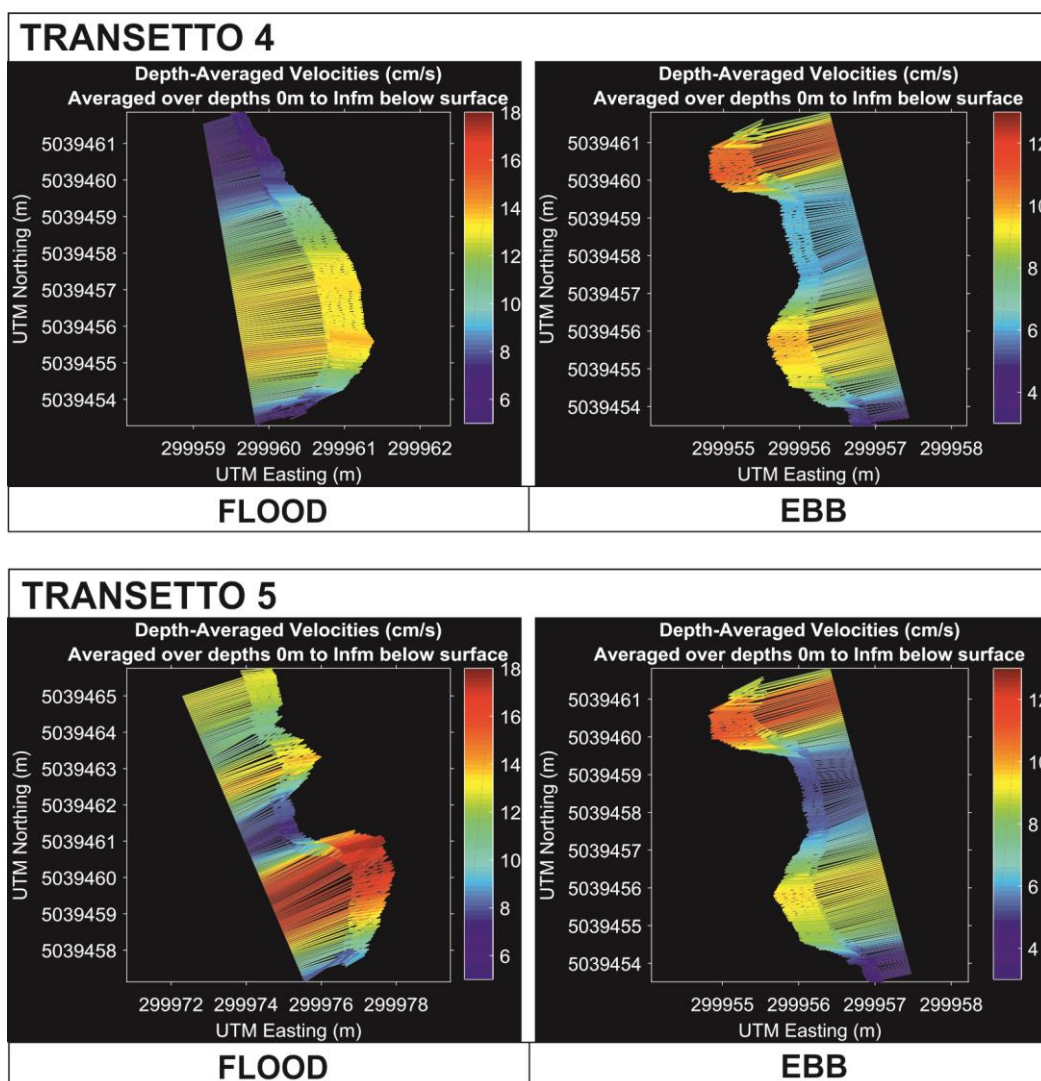 TRANSETTO 4
Depth-Averaged Velocities (cm/s)
Averaged over depths 0m to Infm below surface
UTM Northing (m)
5039461
5039460
5039459
5039458
5039457
5039456
5039455
5039454
299959 299960 299961 299962
UTM Easting (m)
18
16
14
12
10
8
6
FLOOD
Depth-Averaged Velocities (cm/s)
Averaged over depths 0m to Infm below surface
UTM Northing (m)
5039461
5039460
5039459
5039458
5039457
5039456
5039455
5039454
299955 299956 299957 299958
UTM Easting (m)
12
10
8
6
4
EBB
TRANSETTO 5
Depth-Averaged Velocities (cm/s)
Averaged over depths 0m to Infm below surface
UTM Northing (m)
5039465
5039464
5039463
5039462
5039461
5039460
5039459
5039458
299972 299974 299976 299978
UTM Easting (m)
18
16
14
12
10
8
6
FLOOD
Depth-Averaged Velocities (cm/s)
Averaged over depths 0m to Infm below surface
UTM Northing (m)
5039461
5039460
5039459
5039458
5039457
5039456
5039455
5039454
299955 299956 299957 299958
UTM Easting (m)
12
10
8
6
4
EBB